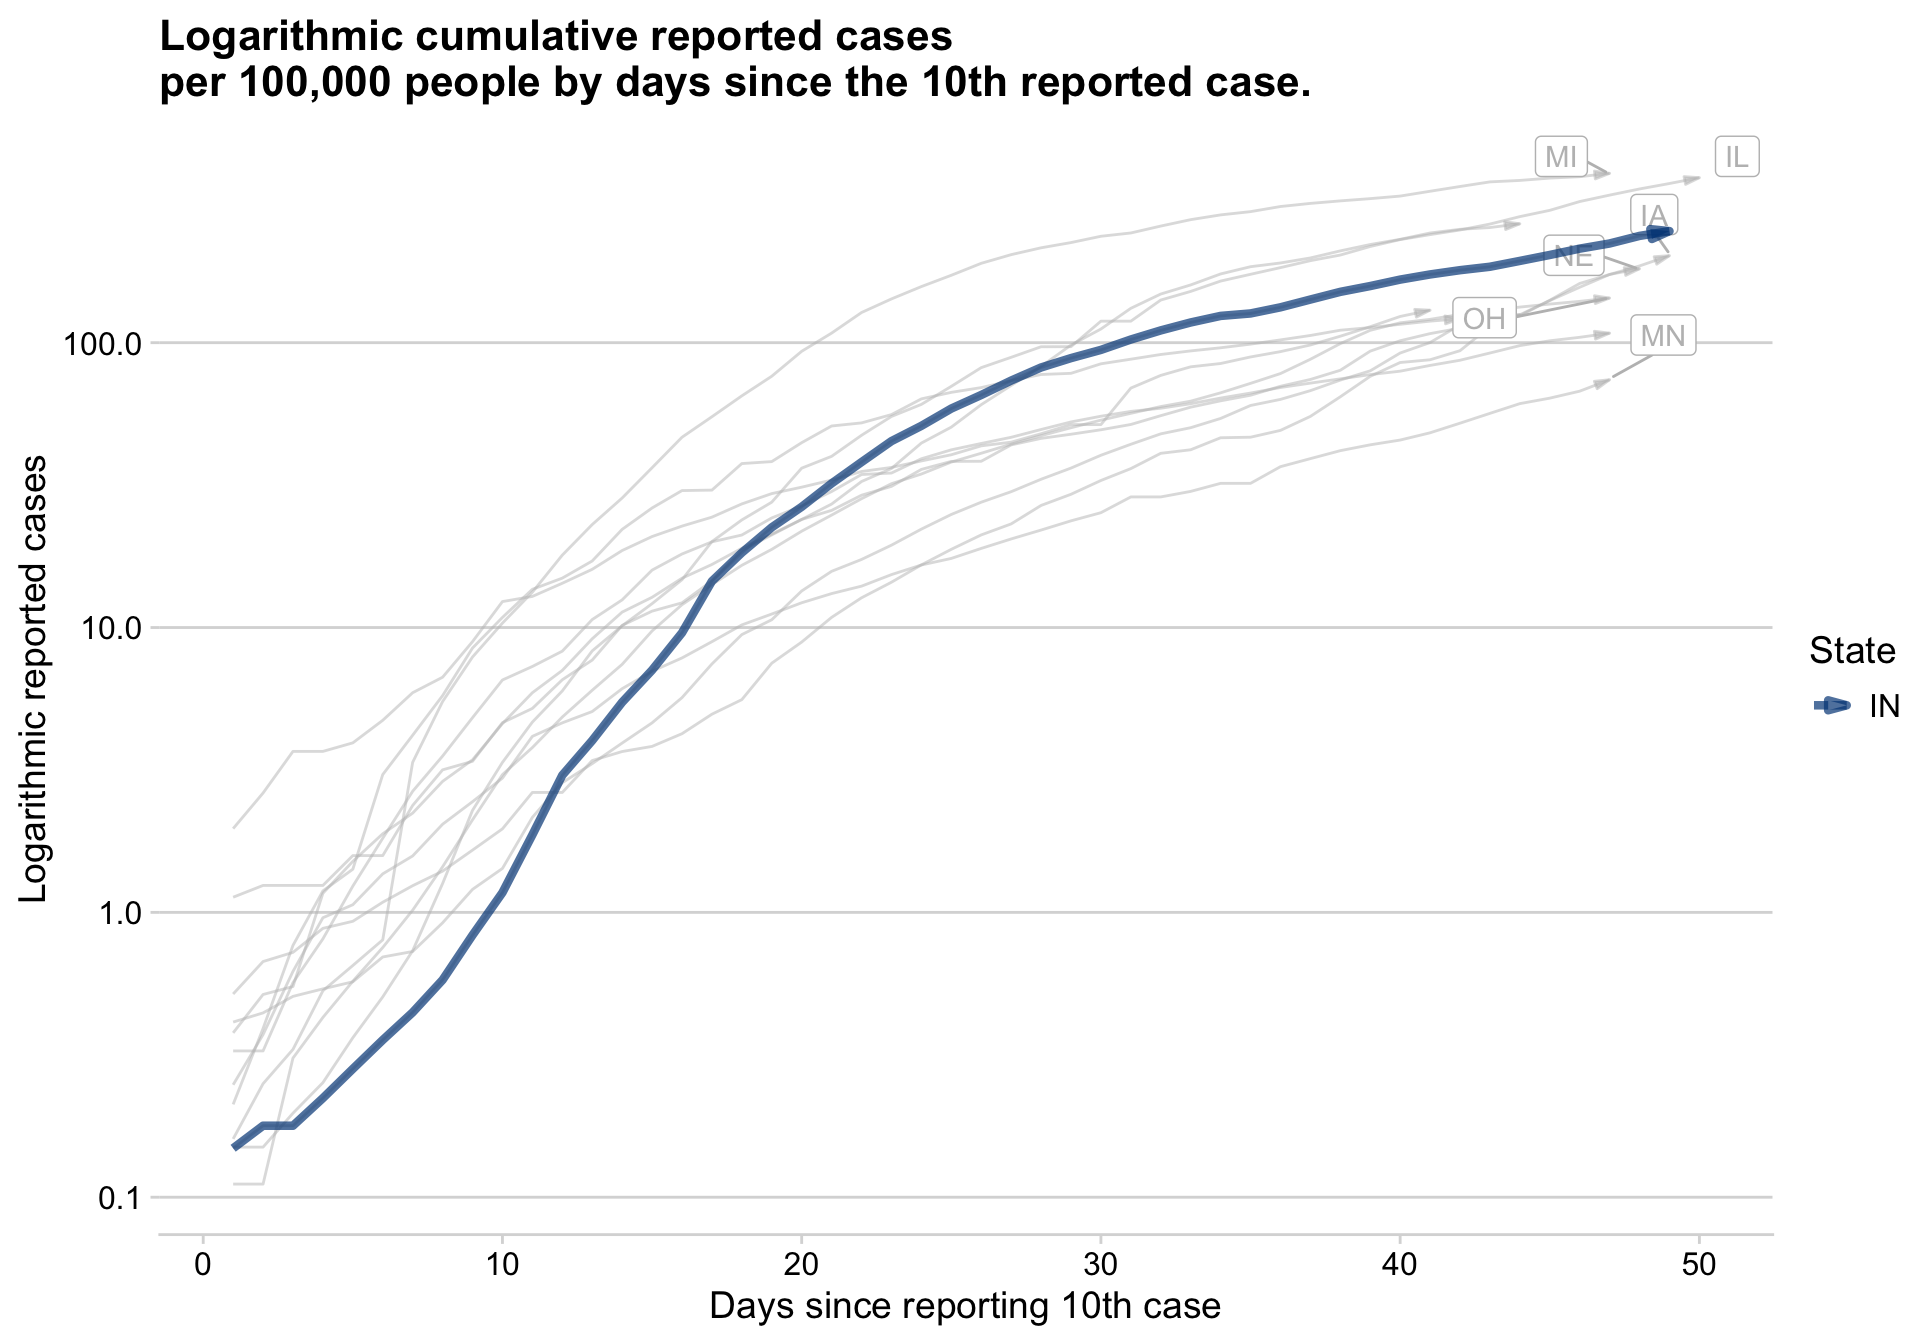 Logarithmic cumulative reported cases
per 100,000 people by days since the 10th reported case.
MI
IL
IA
NE
OH
MN
100.0
10.0
1.0
0.1
Logarithmic reported cases
State
IN
0 10 20 30 40 50
Days since reporting 10th case